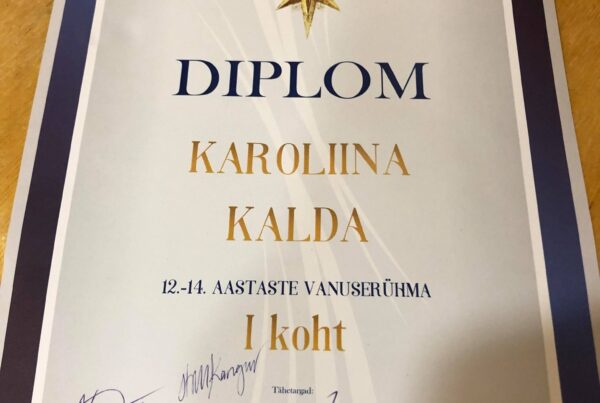 DIPLOM
KAROLIINA
KALDA
12.-14. AASTASTE VANUSERÜHMA
I koht
Tähetargad: